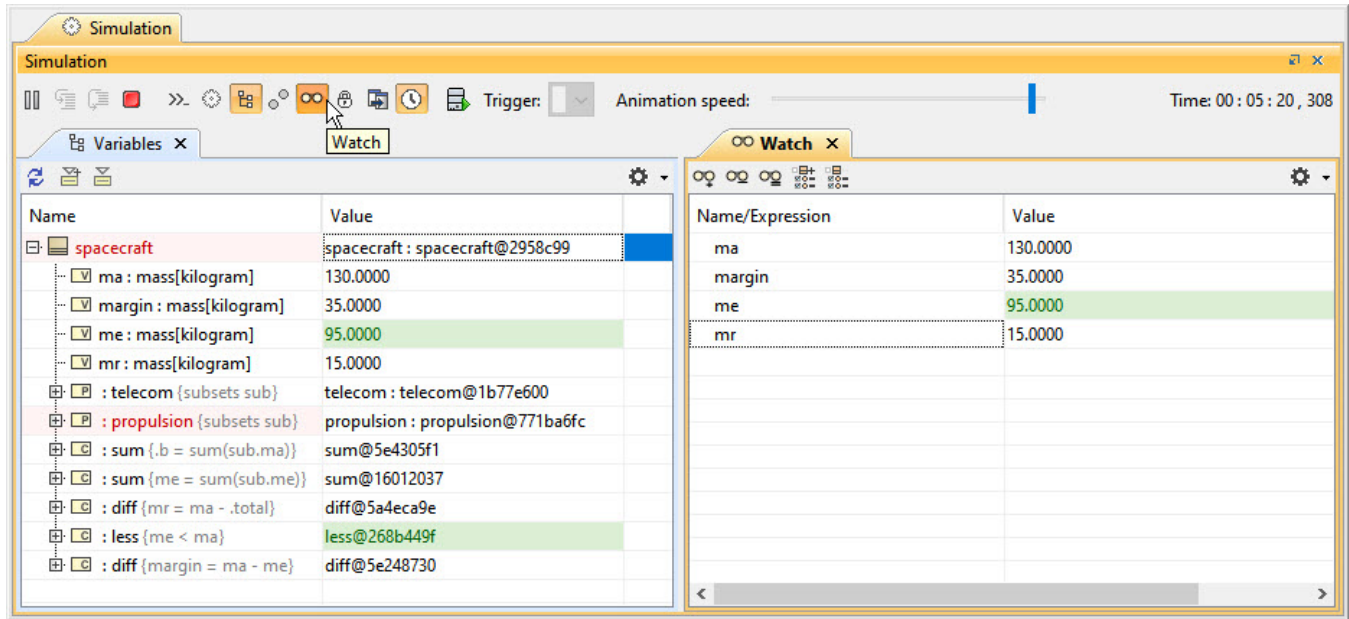 Simulation
Simulation
Trigger: Animation speed: Time: 00 : 05 : 20 , 308
Variables
Watch
Watch
Name Value
spacecraft spacecraft : spacecraft@2958c99
V ma : mass[kilogram] 130.0000
V margin : mass[kilogram] 35.0000
V me : mass[kilogram] 95.0000
V mr : mass[kilogram] 15.0000
P : telecom {subsets sub} telecom : telecom@1b77e600
P : propulsion {subsets sub} propulsion : propulsion@771ba6fc
C : sum {.b = sum(sub.ma)} sum@5e4305f1
C : sum {me = sum(sub.me)} sum@16012037
C : diff {mr = ma - .total} diff@5a4eca9e
C : less {me < ma} less@268b449f
C : diff {margin = ma - me} diff@5e248730
Name/Expression Value
ma 130.0000
margin 35.0000
me 95.0000
mr 15.0000